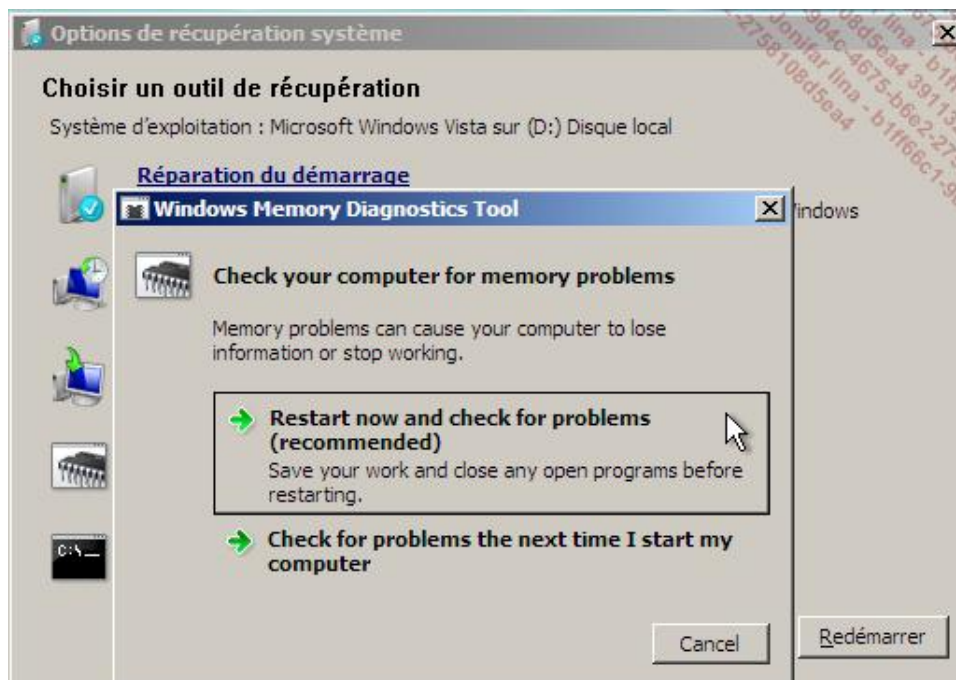 Options de récupération système
Choisir un outil de récupération
Système d'exploitation : Microsoft Windows Vista sur (D:) Disque local
Réparation du démarrage
Windows Memory Diagnostics Tool
Windows
Check your computer for memory problems
Memory problems can cause your computer to lose
information or stop working.
Restart now and check for problems
(recommended)
Save your work and close any open programs before
restarting.
Check for problems the next time I start my
computer
C:\
Cancel
Redémarrer
Jonifar lina